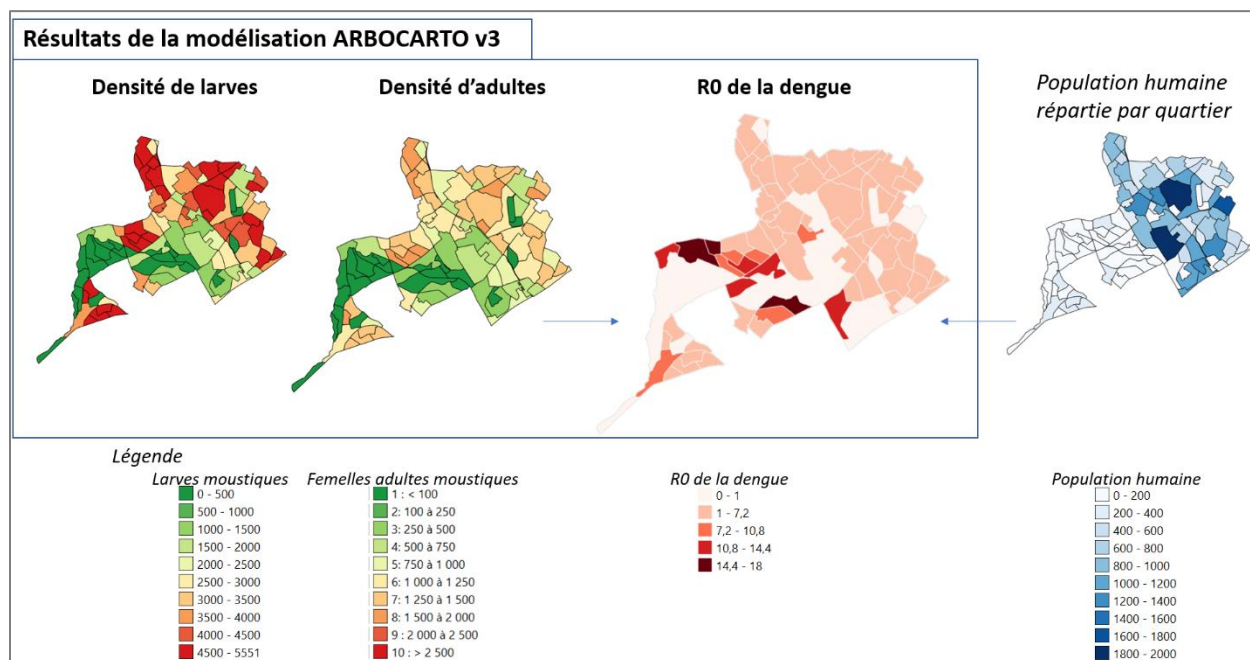 Résultats de la modélisation ARBOCARTO v3
Densité de larves
Densité d'adultes
R0 de la dengue
Population humaine
répartie par quartier
Légende
Larves moustiques
0 - 500
500 - 1000
1000 - 1500
1500 - 2000
2000 - 2500
2500 - 3000
3000 - 3500
3500 - 4000
4000 - 4500
4500 - 5551
Femelles adultes moustiques
1 : < 100
2: 100 à 250
3: 250 à 500
4: 500 à 750
5: 750 à 1 000
6: 1 000 à 1 250
7: 1 250 à 1 500
8: 1 500 à 2 000
9 : 2 000 à 2 500
10 : > 2 500
R0 de la dengue
0 - 1
1 - 7,2
7,2 - 10,8
10,8 - 14,4
14,4 - 18
Population humaine
0 - 200
200 - 400
400 - 600
600 - 800
800 - 1000
1000 - 1200
1200 - 1400
1400 - 1600
1600 - 1800
1800 - 2000